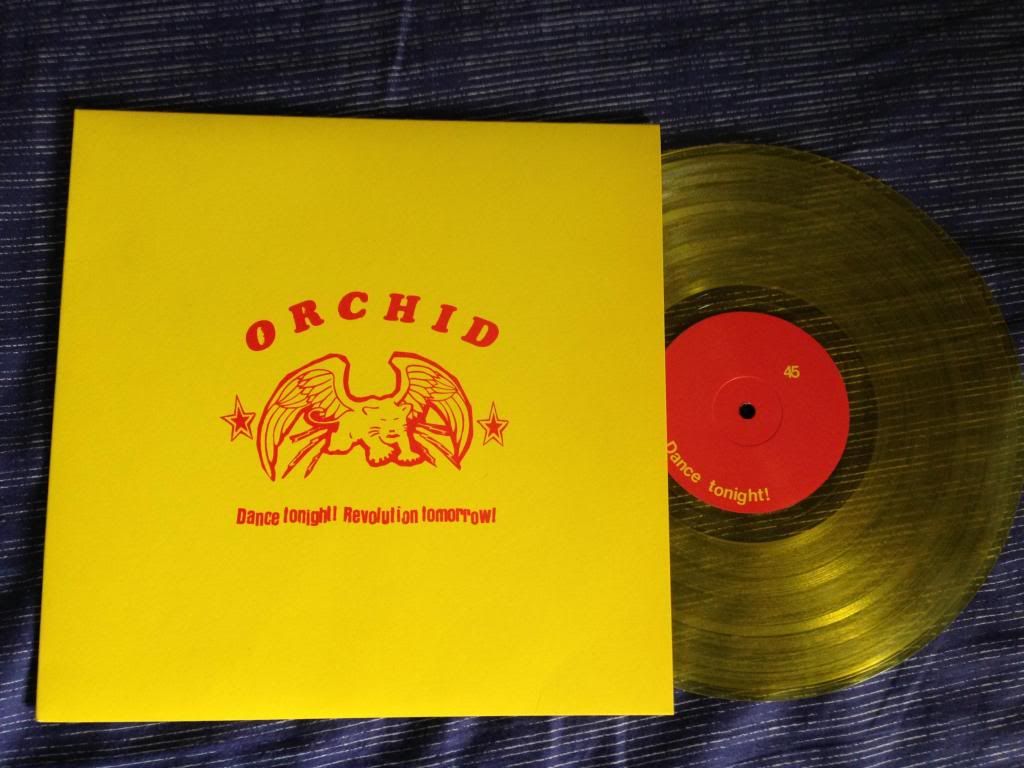 ORCHID
Dance tonight! Revolution tomorrow!
45
Dance tonight!